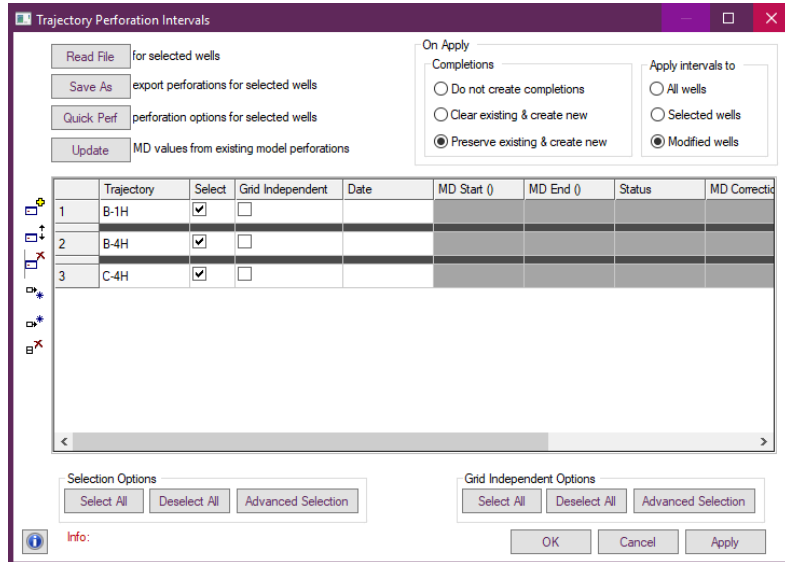 Trajectory Perforation Intervals
Read File for selected wells
Save As export perforations for selected wells
Quick Perf perforation options for selected wells
Update MD values from existing model perforations
On Apply
Completions
Do not create completions
Clear existing & create new
Preserve existing & create new
Apply intervals to
All wells
Selected wells
Modified wells
Trajectory Select Grid Independent Date MD Start () MD End () Status MD Correctio
1 B-1H
2 B-4H
3 C-4H
Selection Options
Select All Deselect All Advanced Selection
Grid Independent Options
Select All Deselect All Advanced Selection
Info:
OK Cancel Apply